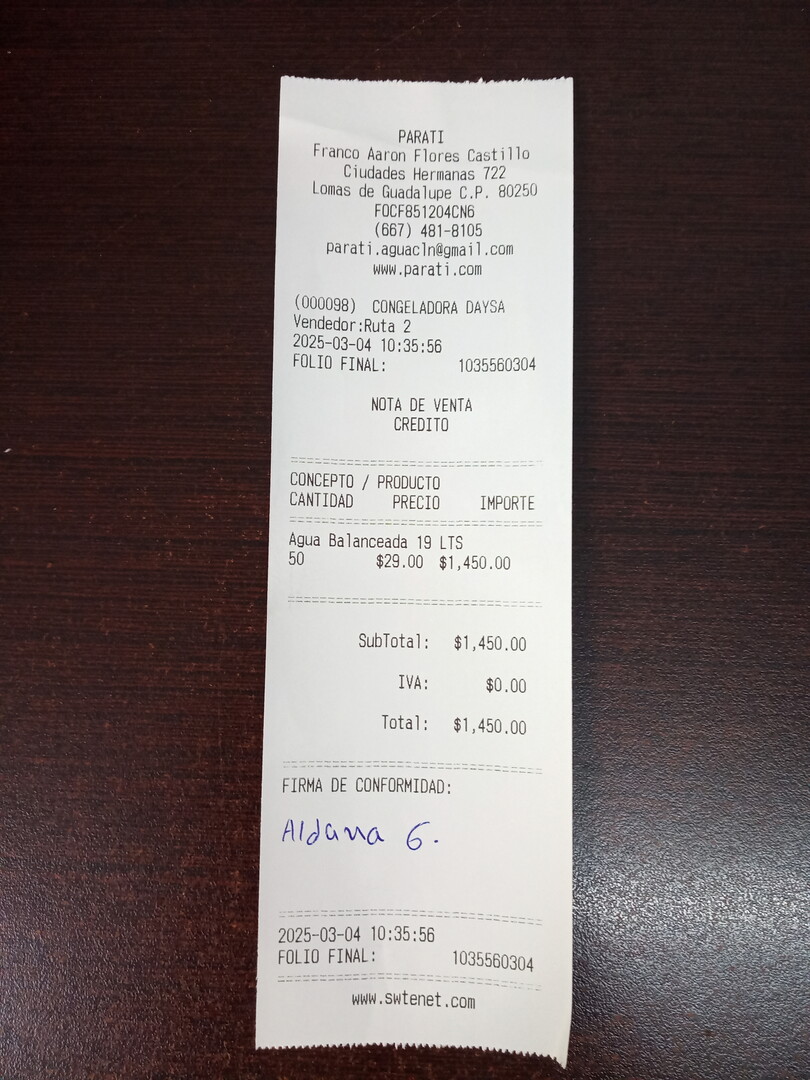 PARATI
Franco Aaron Flores Castillo
Ciudades Hermanas 722
Lomas de Guadalupe C.P. 80250
FOCF851204CN6
(667) 481-8105
parati.aguacln@gmail.com
www.parati.com
(000098) CONGELADORA DAYSA
Vendedor:Ruta 2
2025-03-04 10:35:56
FOLIO FINAL: 1035560304
NOTA DE VENTA
CREDITO
CONCEPTO / PRODUCTO
CANTIDAD PRECIO IMPORTE
Agua Balanceada 19 LTS
50 $29.00 $1,450.00
SubTotal: $1,450.00
IVA: $0.00
Total: $1,450.00
FIRMA DE CONFORMIDAD:
Aldana G.
2025-03-04 10:35:56
FOLIO FINAL: 1035560304
www.swtenet.com